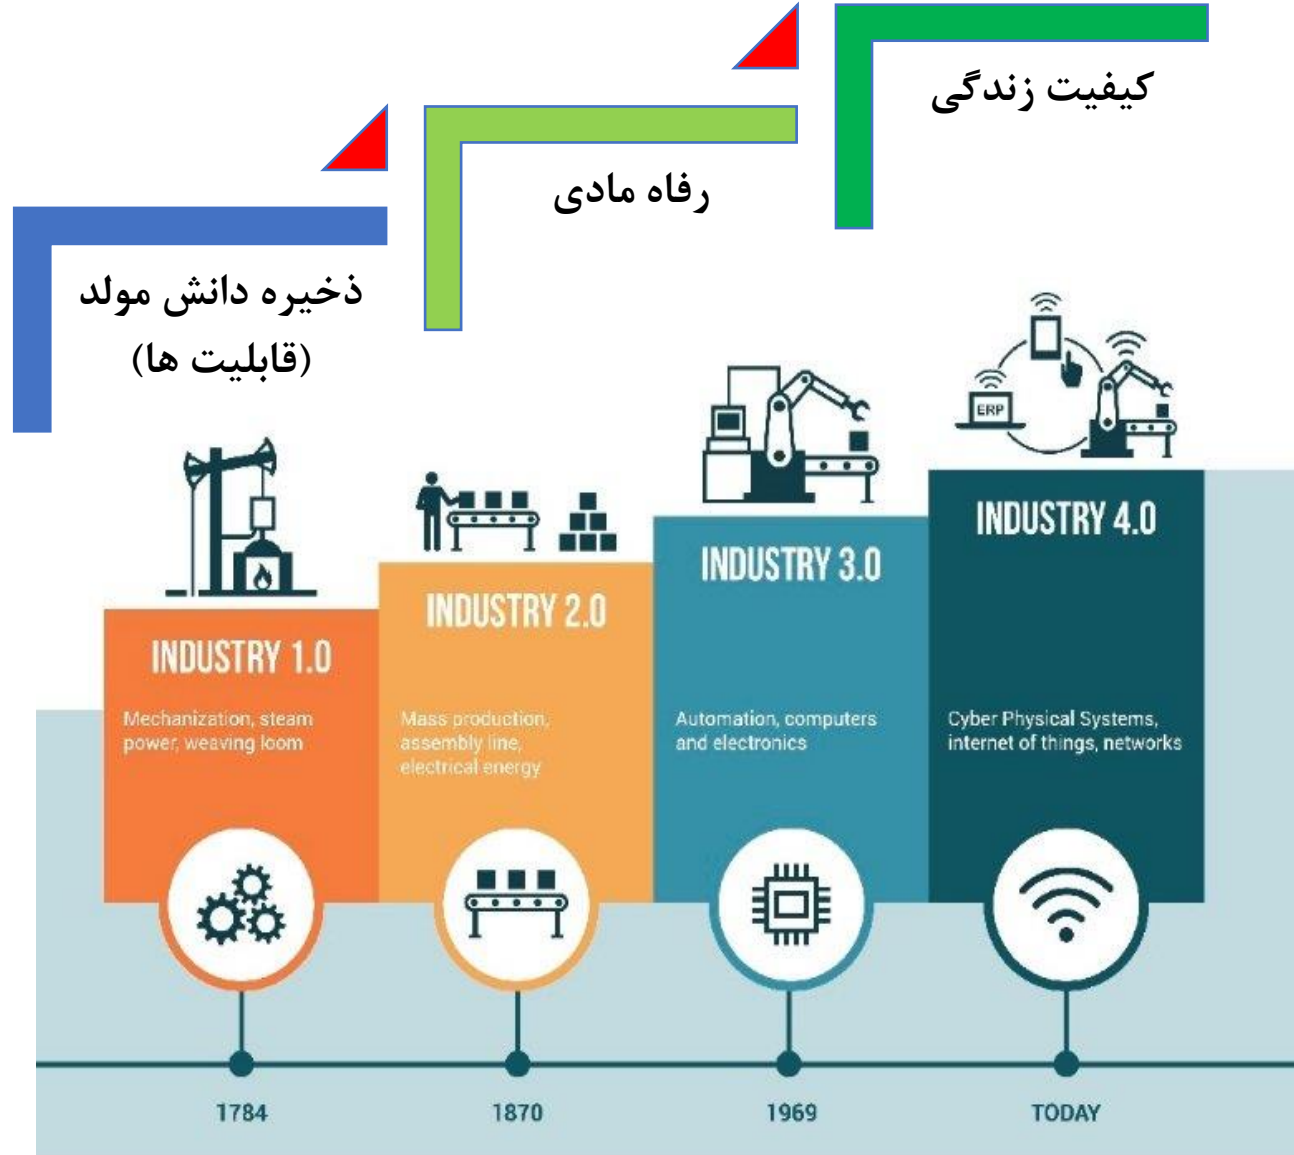 کیفیت زندگی
رفاه مادی
ذخیره دانش مولد
(قابلیت ها)
ERP
INDUSTRY 1.0
Mechanization, steam
power, weaving loom
1784
INDUSTRY 2.0
Mass production,
assembly line,
electrical energy
1870
INDUSTRY 3.0
Automation, computers
and electronics
1969
INDUSTRY 4.0
Cyber Physical Systems,
internet of things, networks
TODAY